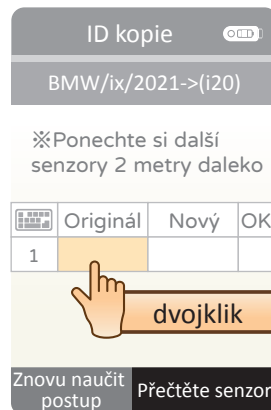 ID kopie
BMW/ix/2021->(i20)
※Ponechte si další
senzory 2 metry daleko
Originál Nový OK
1
dvojklik
Znovu naučit
postup
Přečtěte senzor